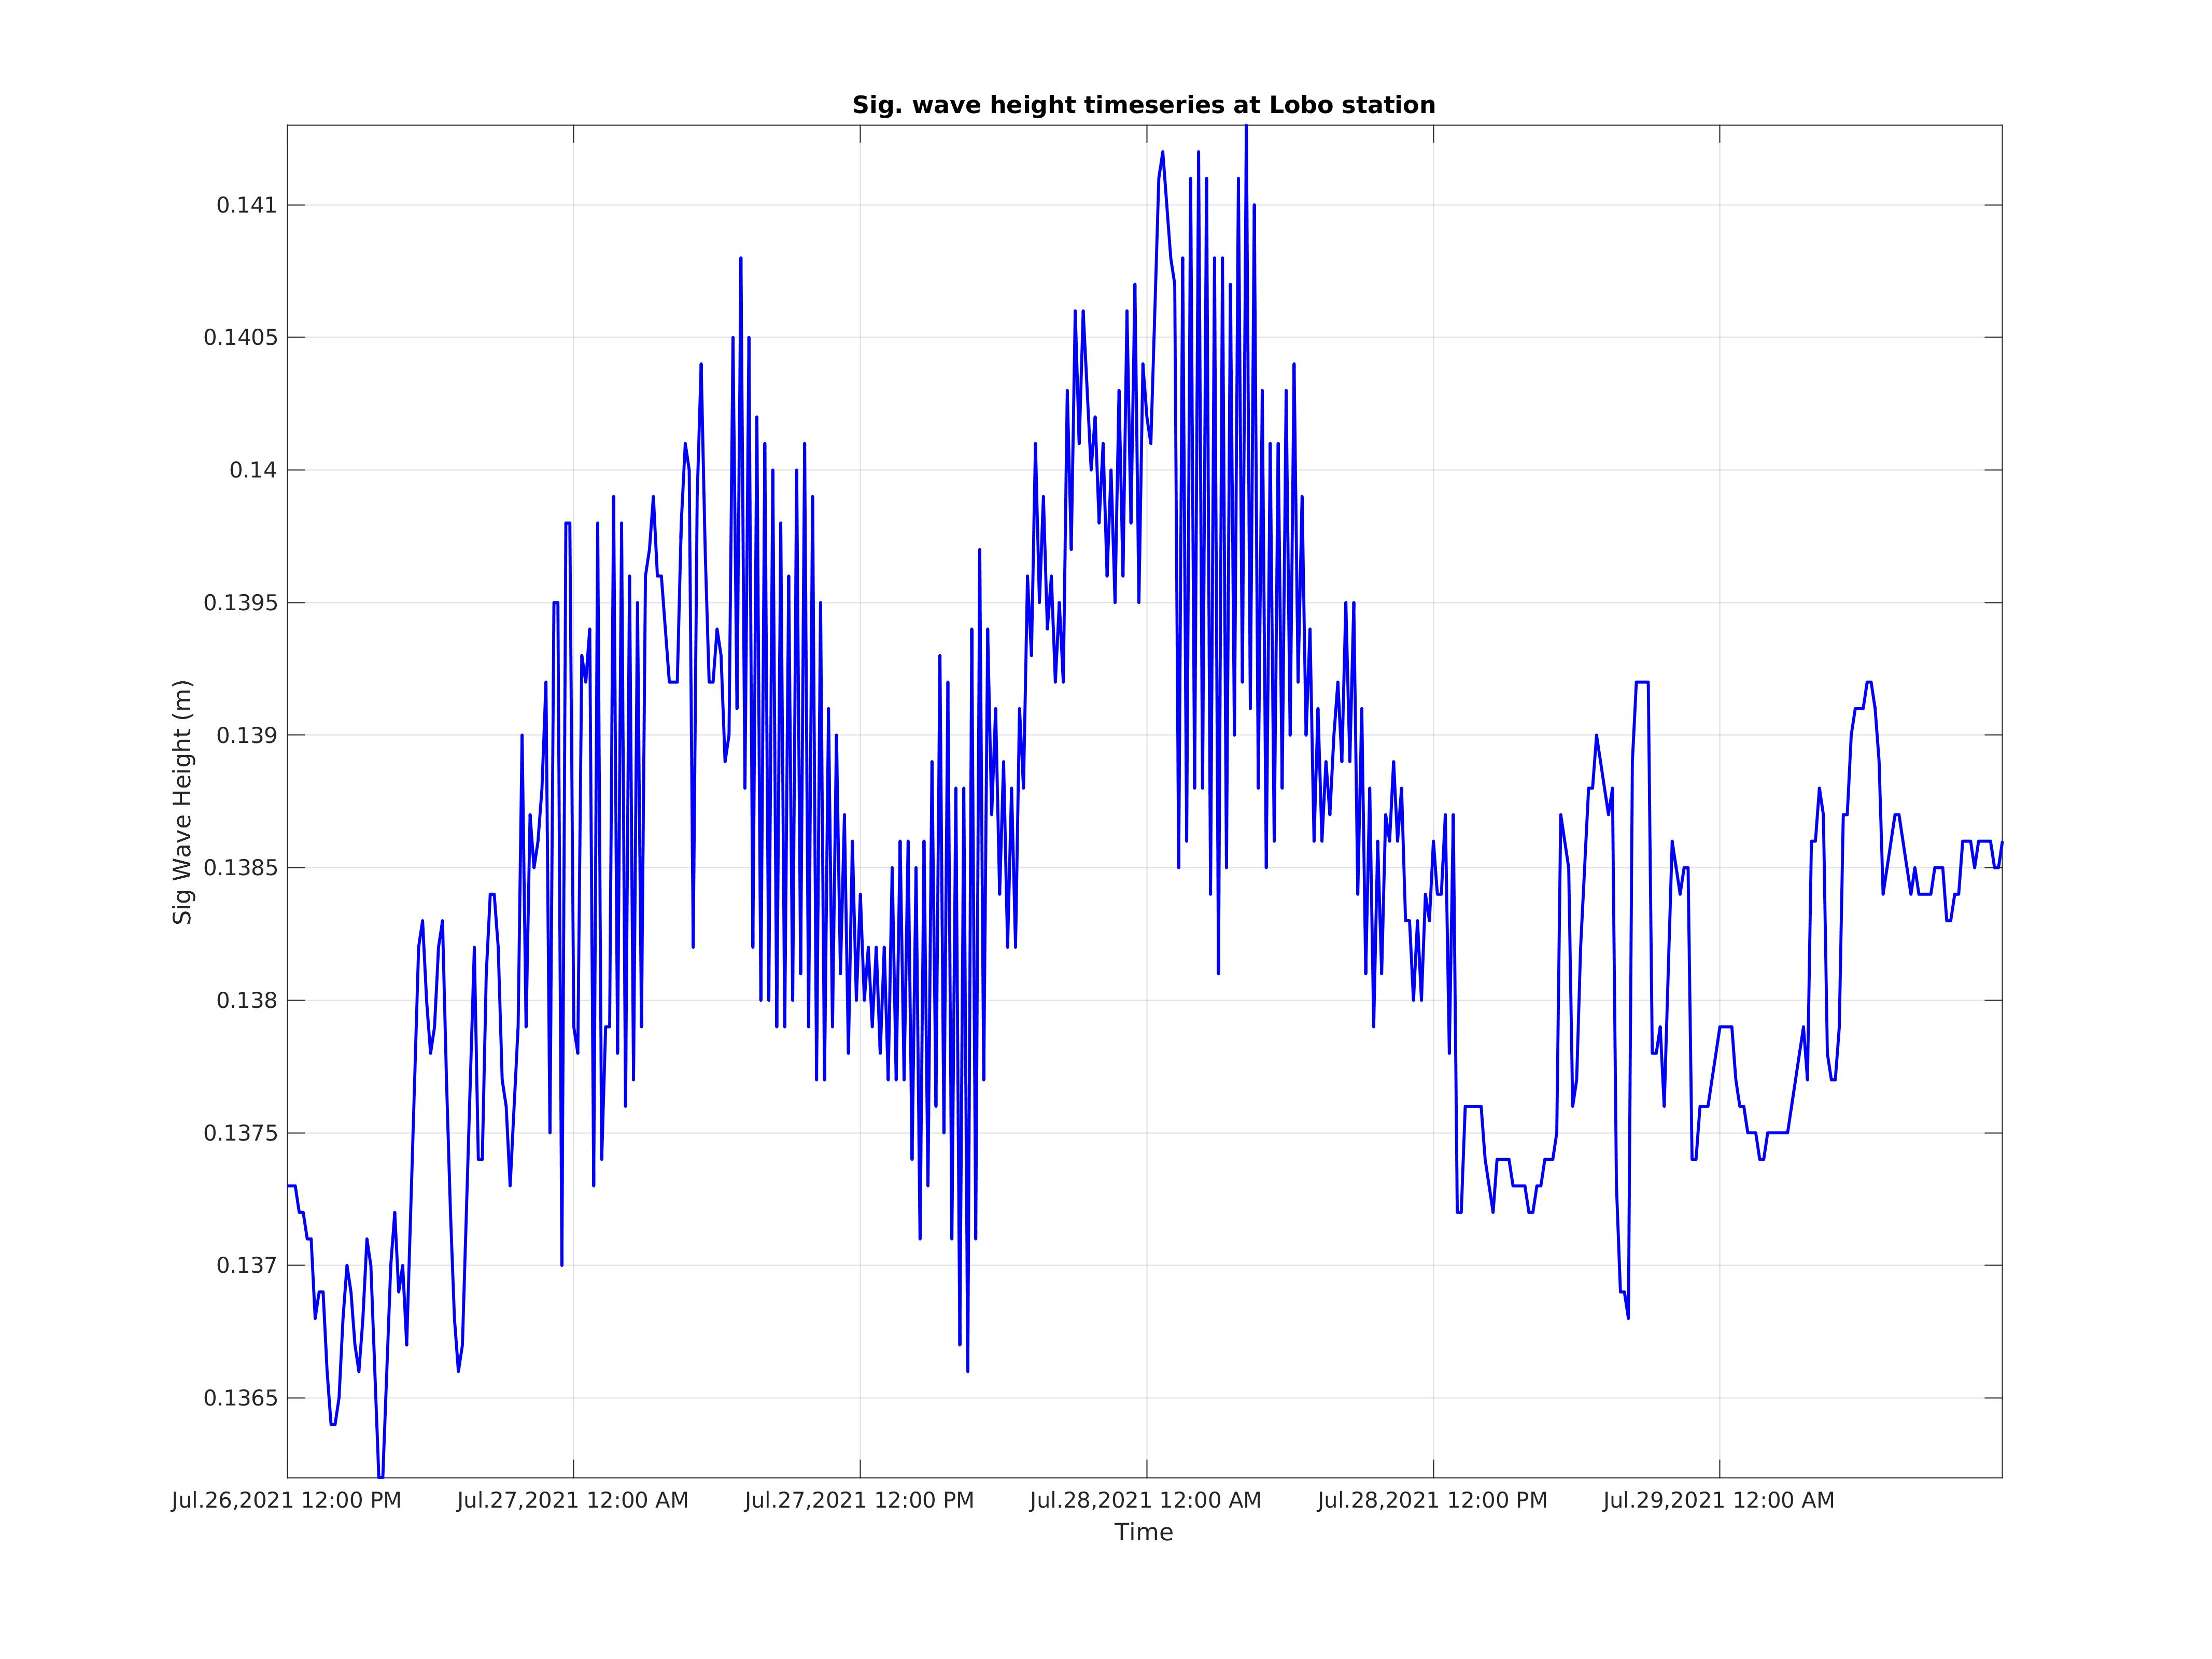 Sig. wave height timeseries at Lobo station
0.141
0.1405
0.14
0.1395
0.139
0.1385
0.138
0.1375
0.137
0.1365
Sig Wave Height (m)
Jul.26,2021 12:00 PM
Jul.27,2021 12:00 AM
Jul.27,2021 12:00 PM
Jul.28,2021 12:00 AM
Jul.28,2021 12:00 PM
Jul.29,2021 12:00 AM
Time